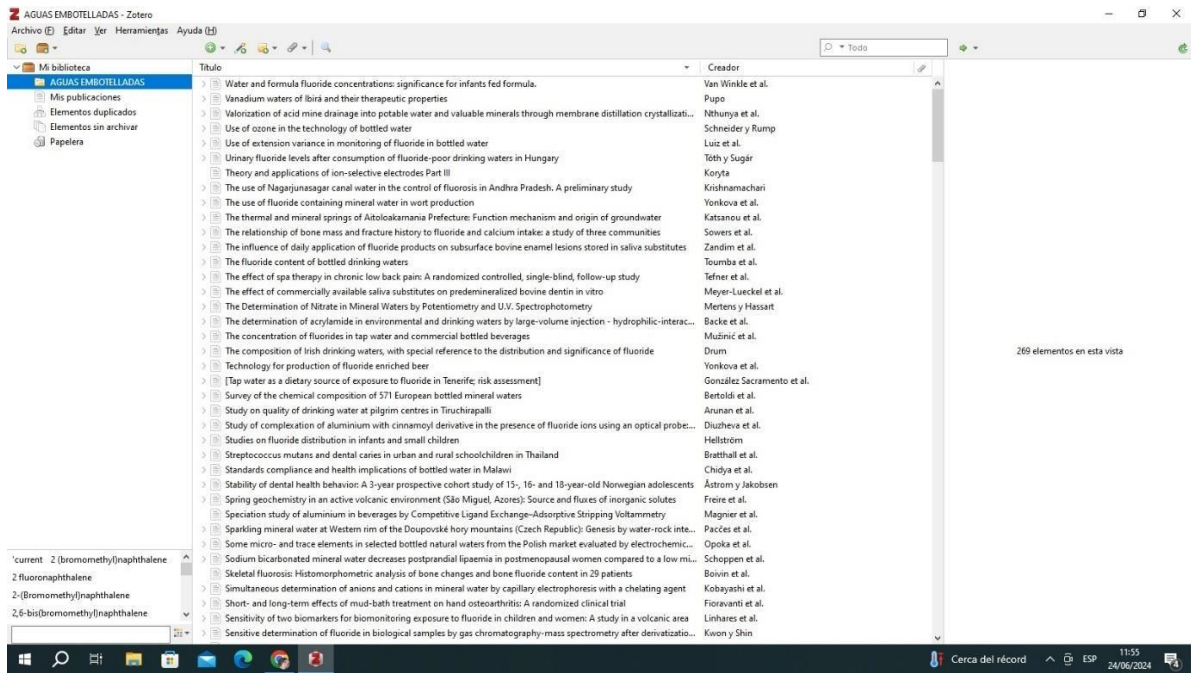 AGUAS EMBOTELLADAS - Zotero
Archivo (F) Editar Ver Herramientas Ayuda (H)
Todo
Mi biblioteca
AGUAS EMBOTELLADAS
Mis publicaciones
Elementos duplicados
Elementos sin archivar
Papelera
Título Creador
Water and formula fluoride concentrations: significance for infants fed formula. Van Winkle et al.
Vanadium waters of Ibirá and their therapeutic properties Pupo
Valorization of acid mine drainage into potable water and valuable minerals through membrane distillation crystallizati... Nthunya et al.
Use of ozone in the technology of bottled water Schneider y Rump
Use of extension variance in monitoring of fluoride in bottled water Luiz et al.
Urinary fluoride levels after consumption of fluoride-poor drinking waters in Hungary Tóth y Sugár
Theory and applications of ion-selective electrodes Part III Koryta
The use of Nagarjunasagar canal water in the control of fluorosis in Andhra Pradesh. A preliminary study Krishnamachari
The use of fluoride containing mineral water in wort production Yonkova et al.
The thermal and mineral springs of Aitoloakarnania Prefecture: Function mechanism and origin of groundwater Katsanou et al.
The relationship of bone mass and fracture history to fluoride and calcium intake: a study of three communities Sowers et al.
The influence of daily application of fluoride products on subsurface bovine enamel lesions stored in saliva substitutes Zandim et al.
The fluoride content of bottled drinking waters Toumba et al.
The effect of spa therapy in chronic low back pain: A randomized controlled, single-blind, follow-up study Tefner et al.
The effect of commercially available saliva substitutes on predemineralized bovine dentin in vitro Meyer-Lueckel et al.
The Determination of Nitrate in Mineral Waters by Potentiometry and U.V. Spectrophotometry Mertens y Hassart
The determination of acrylamide in environmental and drinking waters by large-volume injection - hydrophilic-interac... Backe et al.
The concentration of fluorides in tap water and commercial bottled beverages Mužinić et al.
The composition of Irish drinking waters, with special reference to the distribution and significance of fluoride Drum
Technology for production of fluoride enriched beer Yonkova et al.
[Tap water as a dietary source of exposure to fluoride in Tenerife; risk assessment] González Sacramento et al.
Survey of the chemical composition of 571 European bottled mineral waters Bertoldi et al.
Study on quality of drinking water at pilgrim centres in Tiruchirapalli Arunan et al.
Study of complexation of aluminium with cinnamoyl derivative in the presence of fluoride ions using an optical probe:... Diuzheva et al.
Studies on fluoride distribution in infants and small children Hellström
Streptococcus mutans and dental caries in urban and rural schoolchildren in Thailand Bratthall et al.
Standards compliance and health implications of bottled water in Malawi Chidya et al.
Stability of dental health behavior: A 3-year prospective cohort study of 15-, 16- and 18-year-old Norwegian adolescents Åstrom y Jakobsen
Spring geochemistry in an active volcanic environment (São Miguel, Azores): Source and fluxes of inorganic solutes Freire et al.
Speciation study of aluminium in beverages by Competitive Ligand Exchange–Adsorptive Stripping Voltammetry Magnier et al.
Sparkling mineral water at Western rim of the Doupovské hory mountains (Czech Republic): Genesis by water-rock inte... Pačes et al.
Some micro- and trace elements in selected bottled natural waters from the Polish market evaluated by electrochemic... Opoka et al.
Sodium bicarbonated mineral water decreases postprandial lipaemia in postmenopausal women compared to a low mi... Schoppen et al.
Skeletal fluorosis: Histomorphometric analysis of bone changes and bone fluoride content in 29 patients Boivin et al.
Simultaneous determination of anions and cations in mineral water by capillary electrophoresis with a chelating agent Kobayashi et al.
Short- and long-term effects of mud-bath treatment on hand osteoarthritis: A randomized clinical trial Fioravanti et al.
Sensitivity of two biomarkers for biomonitoring exposure to fluoride in children and women: A study in a volcanic area Linhares et al.
Sensitive determination of fluoride in biological samples by gas chromatography-mass spectrometry after derivatizatio... Kwon y Shin
269 elementos en esta vista
'current 2 (bromomethyl)naphthalene
2 fluoronaphthalene
2-(Bromomethyl)naphthalene
2,6-bis(bromomethyl)naphthalene
Cerca del récord
ESP
11:55
24/06/2024